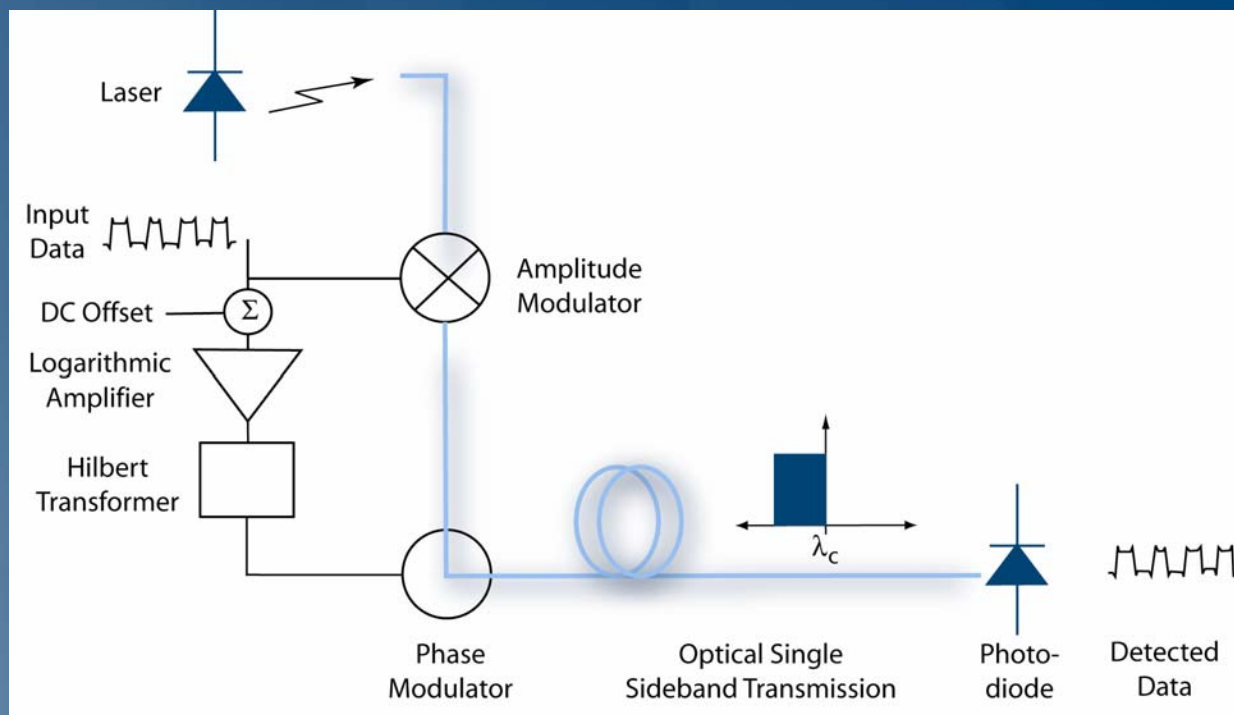 Laser
Input
Data
DC Offset
Σ
Logarithmic
Amplifier
Hilbert
Transformer
Amplitude
Modulator
λc
Phase
Modulator
Optical Single
Sideband Transmission
Photo-
diode
Detected
Data